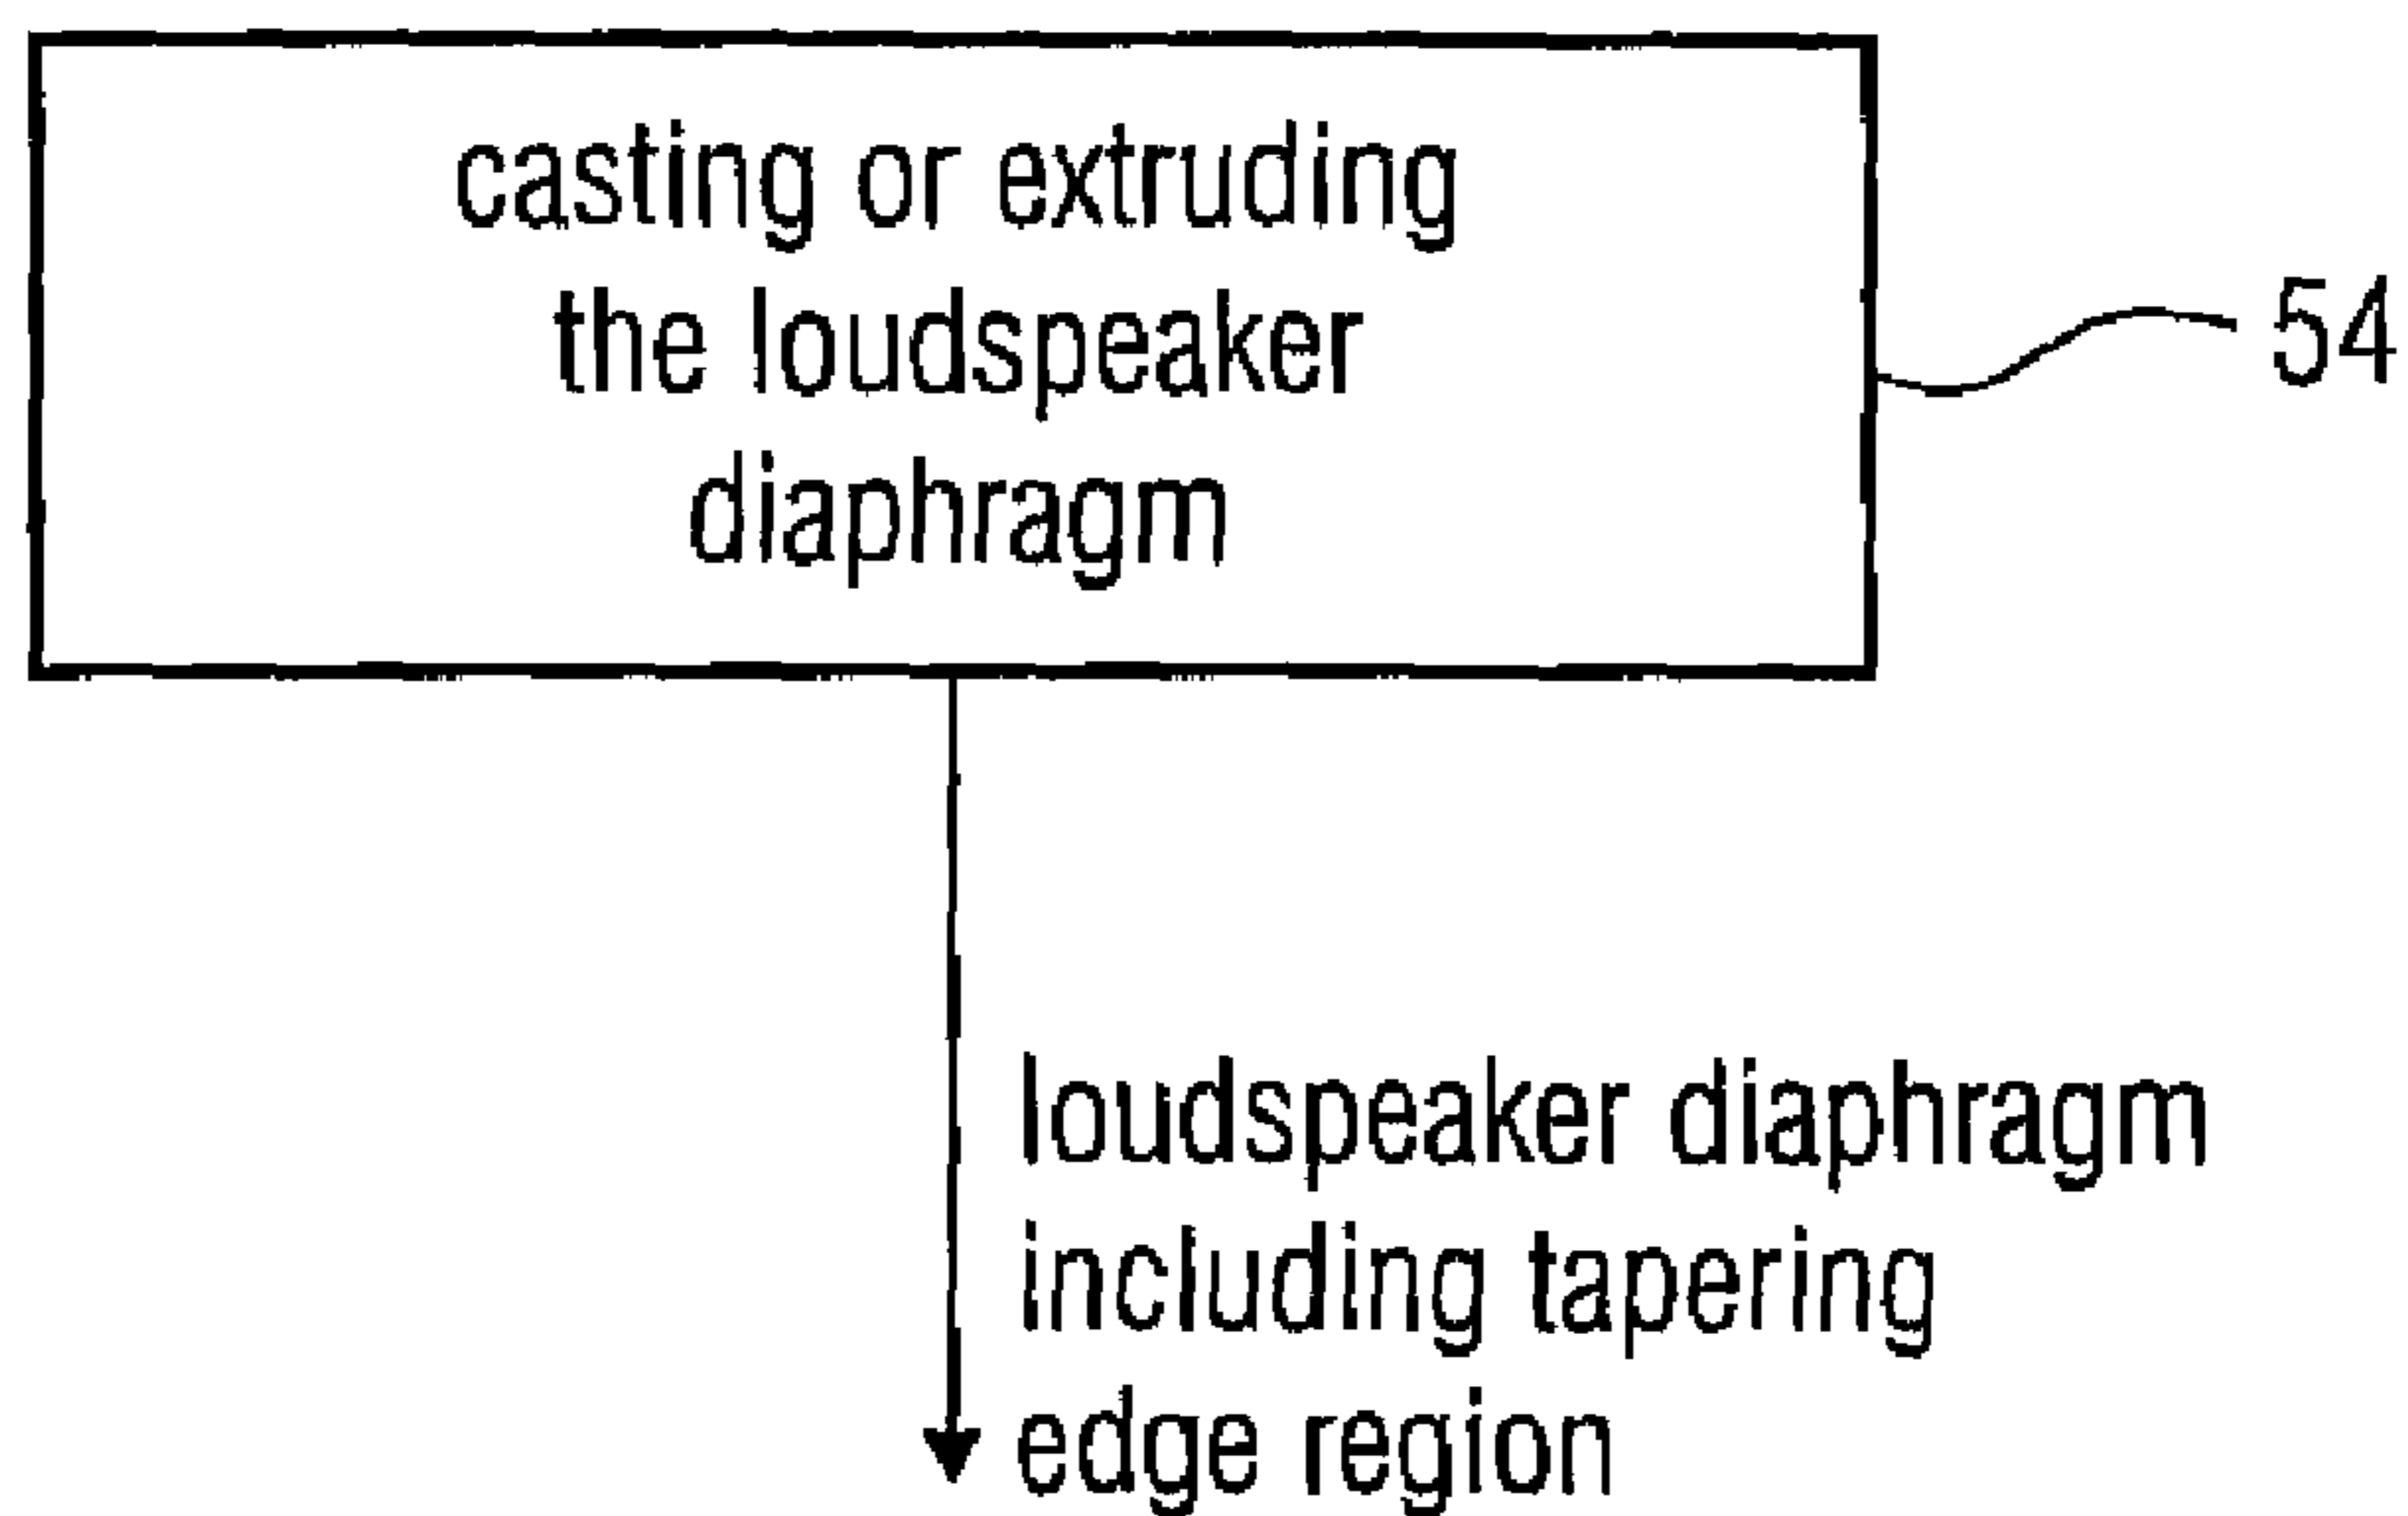 casting or extruding
the loudspeaker
diaphragm
54
loudspeaker diaphragm
including tapering
edge region